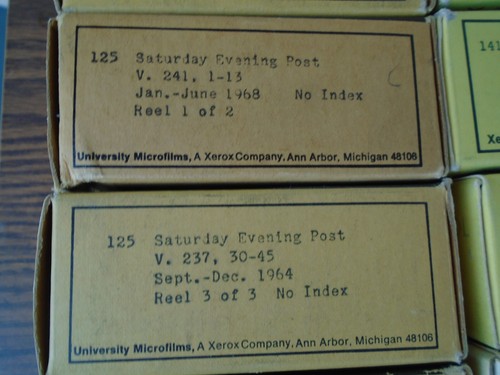 125 Saturday Evening Post
V. 241, 1-13
Jan.-June 1968 No Index
Reel 1 of 2
University Microfilms, A Xerox Company, Ann Arbor, Michigan 48106
125 Saturday Evening Post
V. 237, 30-45
Sept.-Dec. 1964
Reel 3 of 3 No Index
University Microfilms, A Xerox Company, Ann Arbor, Michigan 48106
141
Xe